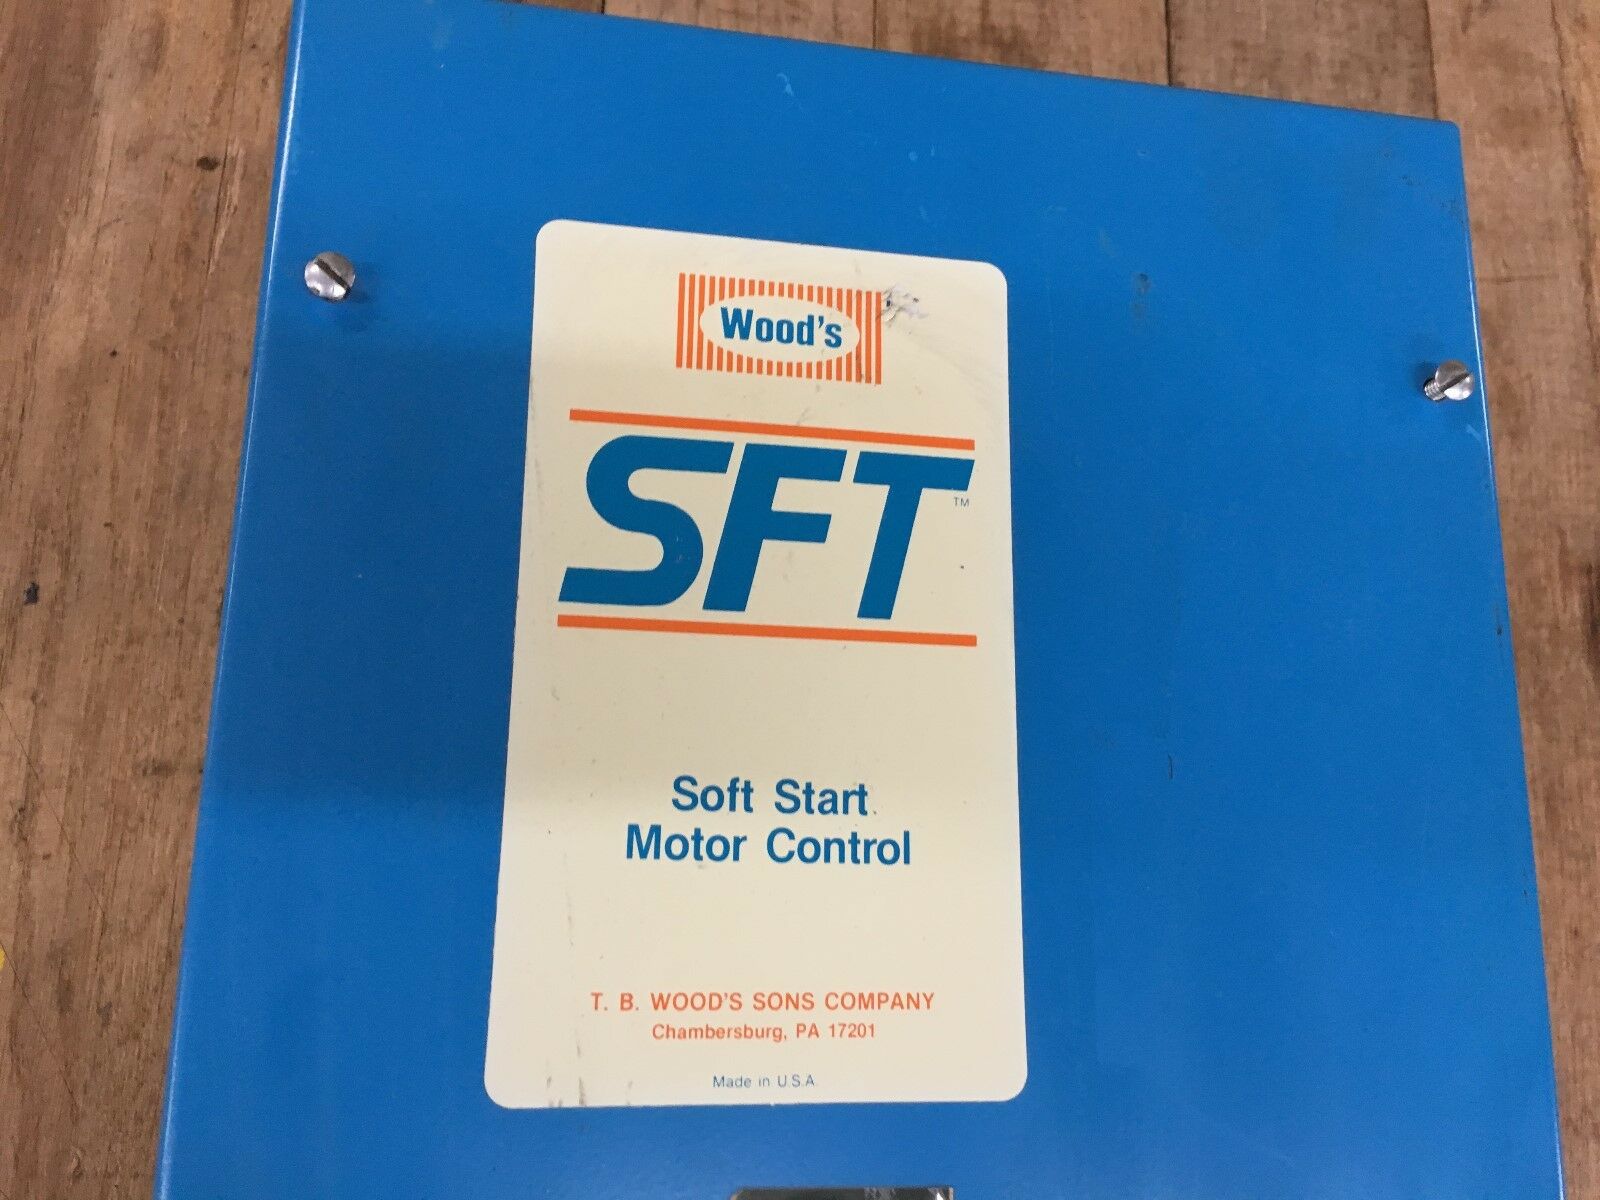 Wood's
SFT™
Soft Start
Motor Control
T. B. WOOD'S SONS COMPANY
Chambersburg, PA 17201
Made in U.S.A.